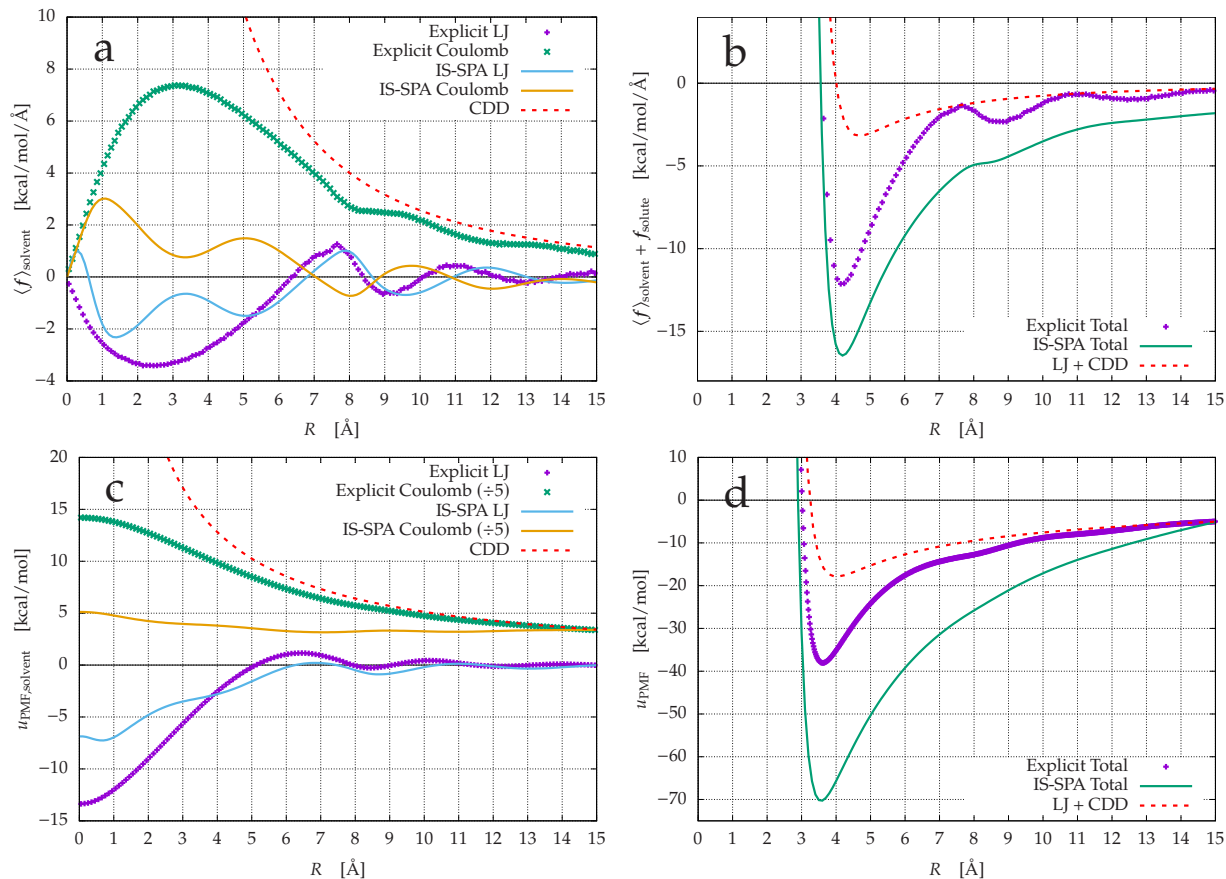 a
Explicit LJ
Explicit Coulomb
IS-SPA LJ
IS-SPA Coulomb
CDD
10
8
6
4
2
0
−2
−4
⟨f⟩solvent [kcal/mol/Å]
0 1 2 3 4 5 6 7 8 9 10 11 12 13 14 15
R [Å]
b
0
−5
−10
−15
⟨f⟩solvent + fsolute [kcal/mol/Å]
Explicit Total
IS-SPA Total
LJ + CDD
0 1 2 3 4 5 6 7 8 9 10 11 12 13 14 15
R [Å]
c
Explicit LJ
Explicit Coulomb (÷5)
IS-SPA LJ
IS-SPA Coulomb (÷5)
CDD
20
15
10
5
0
−5
−10
−15
uPMF,solvent [kcal/mol]
0 1 2 3 4 5 6 7 8 9 10 11 12 13 14 15
R [Å]
d
10
0
−10
−20
−30
−40
−50
−60
−70
uPMF [kcal/mol]
Explicit Total
IS-SPA Total
LJ + CDD
0 1 2 3 4 5 6 7 8 9 10 11 12 13 14 15
R [Å]